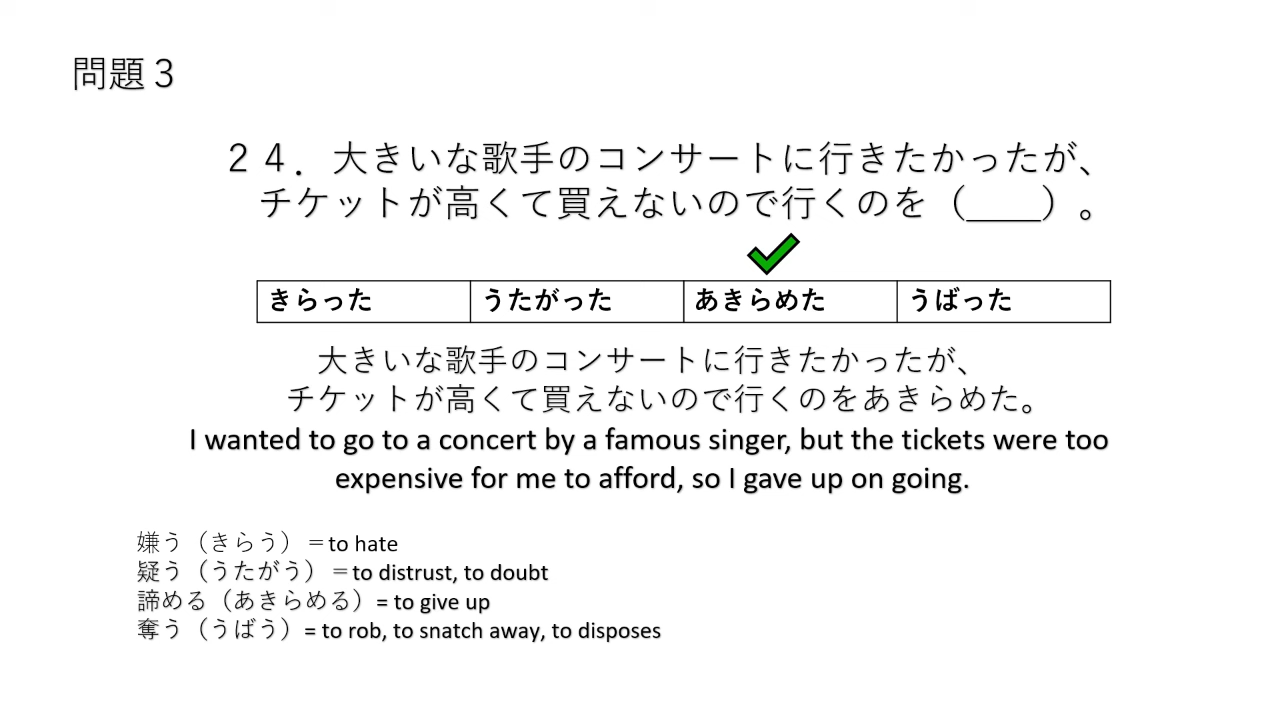 問題３
２４．大きいな歌手のコンサートに行きたかったが、
チケットが高くて買えないので行くのを（＿＿）。
きらった うたがった あきらめた うばった
大きいな歌手のコンサートに行きたかったが、
チケットが高くて買えないので行くのをあきらめた。
I wanted to go to a concert by a famous singer, but the tickets were too
expensive for me to afford, so I gave up on going.
嫌う（きらう）＝to hate
疑う（うたがう）＝to distrust, to doubt
諦める（あきらめる）= to give up
奪う（うばう）= to rob, to snatch away, to disposes